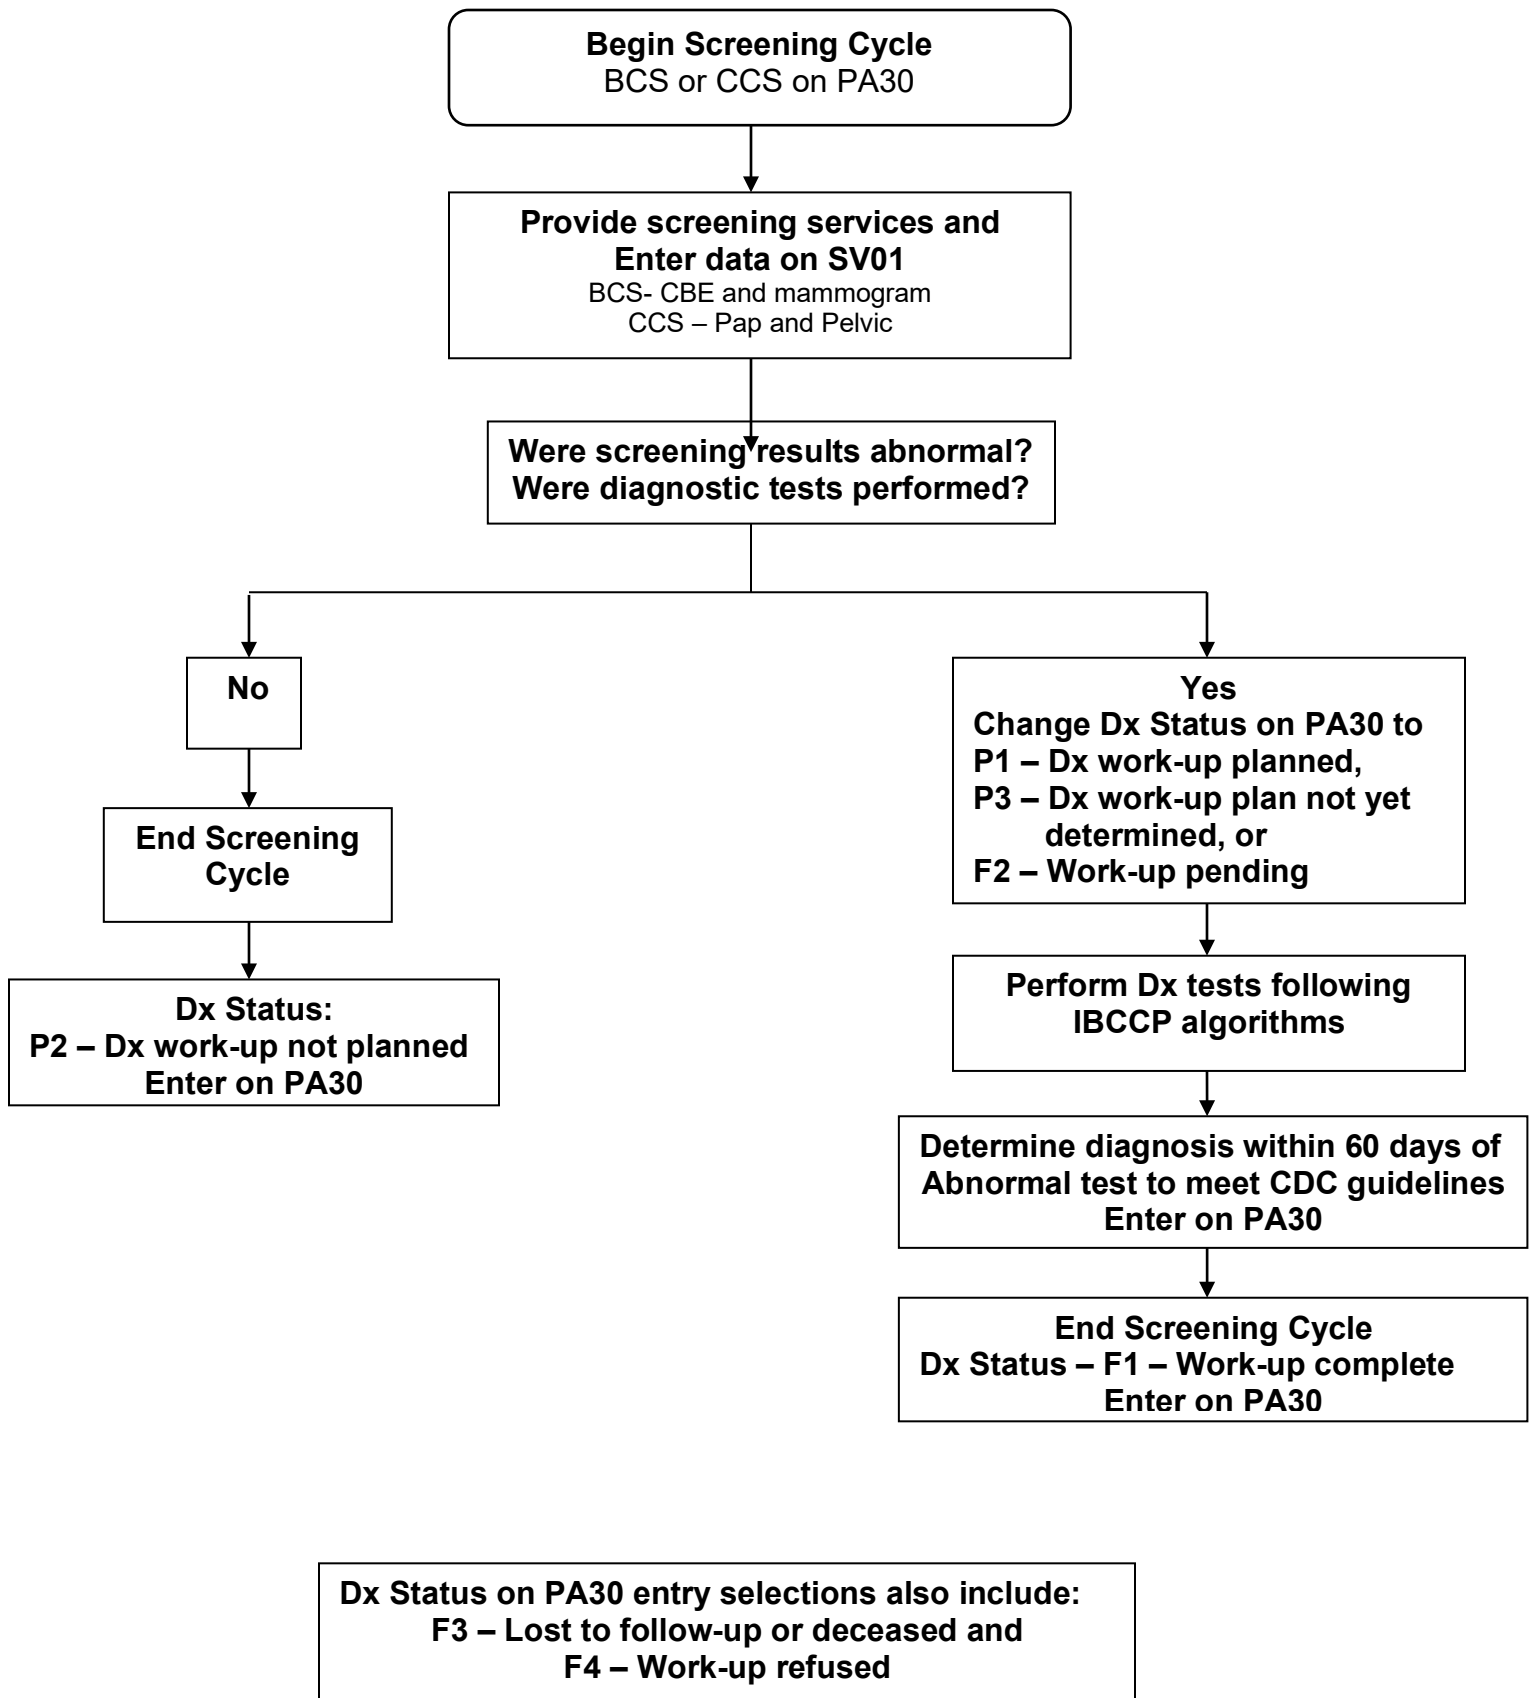 Begin Screening Cycle
BCS or CCS on PA30
Provide screening services and
Enter data on SV01
BCS- CBE and mammogram
CCS – Pap and Pelvic
Were screening results abnormal?
Were diagnostic tests performed?
No
End Screening
Cycle
Dx Status:
P2 – Dx work-up not planned
Enter on PA30
Yes
Change Dx Status on PA30 to
P1 – Dx work-up planned,
P3 – Dx work-up plan not yet
determined, or
F2 – Work-up pending
Perform Dx tests following
IBCCP algorithms
Determine diagnosis within 60 days of
Abnormal test to meet CDC guidelines
Enter on PA30
End Screening Cycle
Dx Status – F1 – Work-up complete
Enter on PA30
Dx Status on PA30 entry selections also include:
F3 – Lost to follow-up or deceased and
F4 – Work-up refused